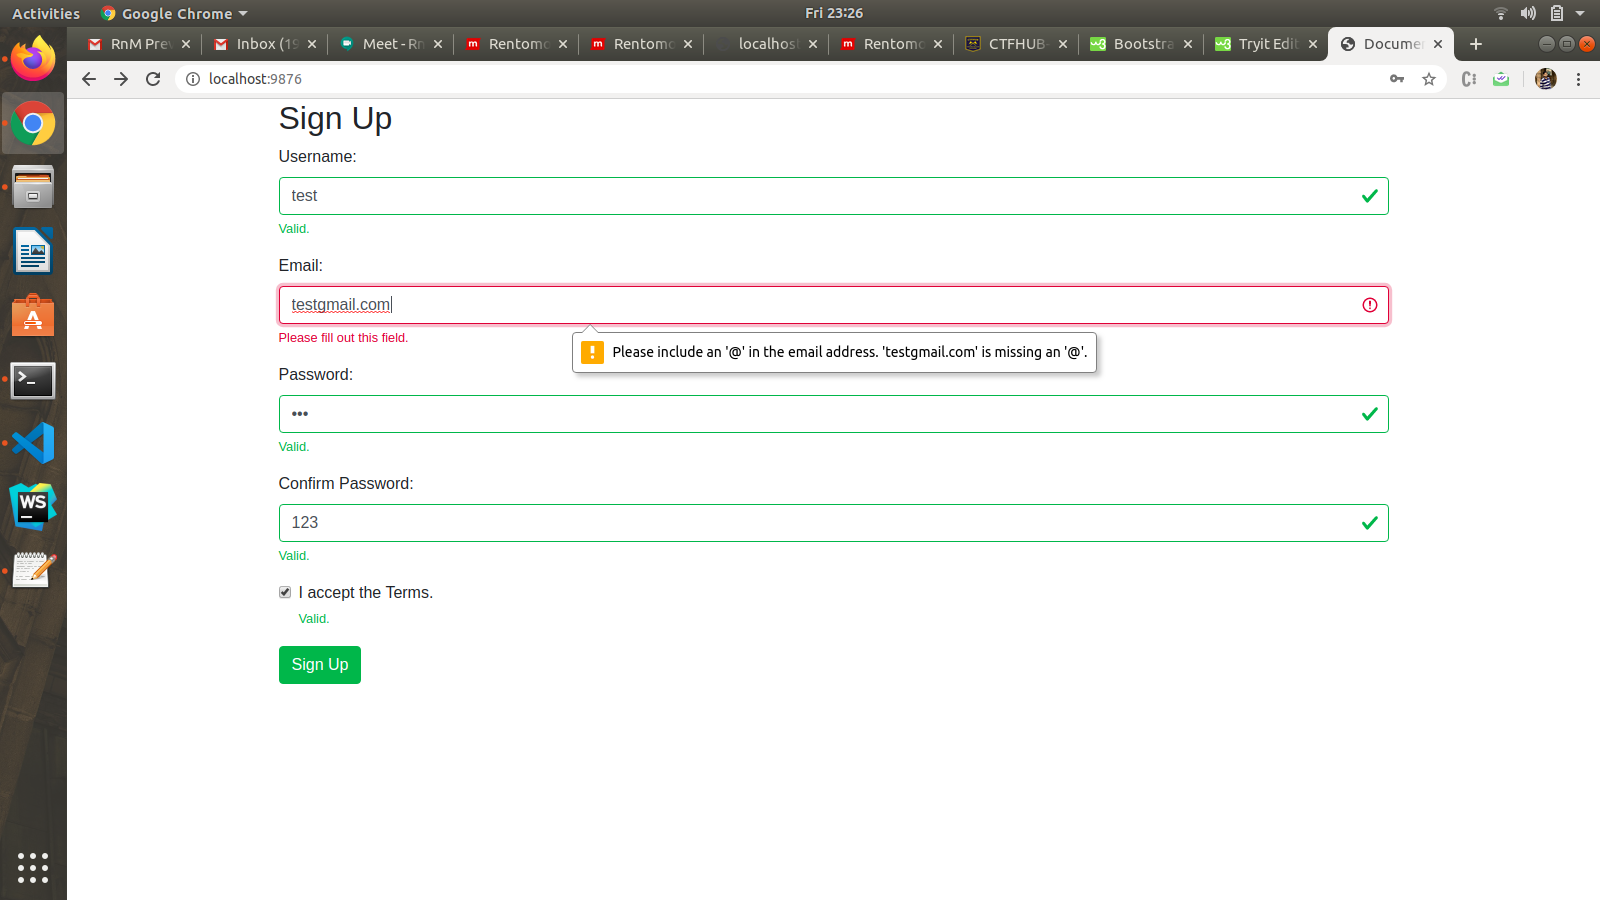 Activities Google Chrome Fri 23:26
RnM Prev Inbox (19 Meet - Rn Rentomo Rentomo localhos Rentomo CTFHUB- Bootstra Tryit Edit Docume
localhost:9876
Sign Up
Username:
test
Valid.
Email:
testgmail.com
Please fill out this field.
Please include an '@' in the email address. 'testgmail.com' is missing an '@'.
Password:
•••
Valid.
Confirm Password:
123
Valid.
I accept the Terms.
Valid.
Sign Up
WS